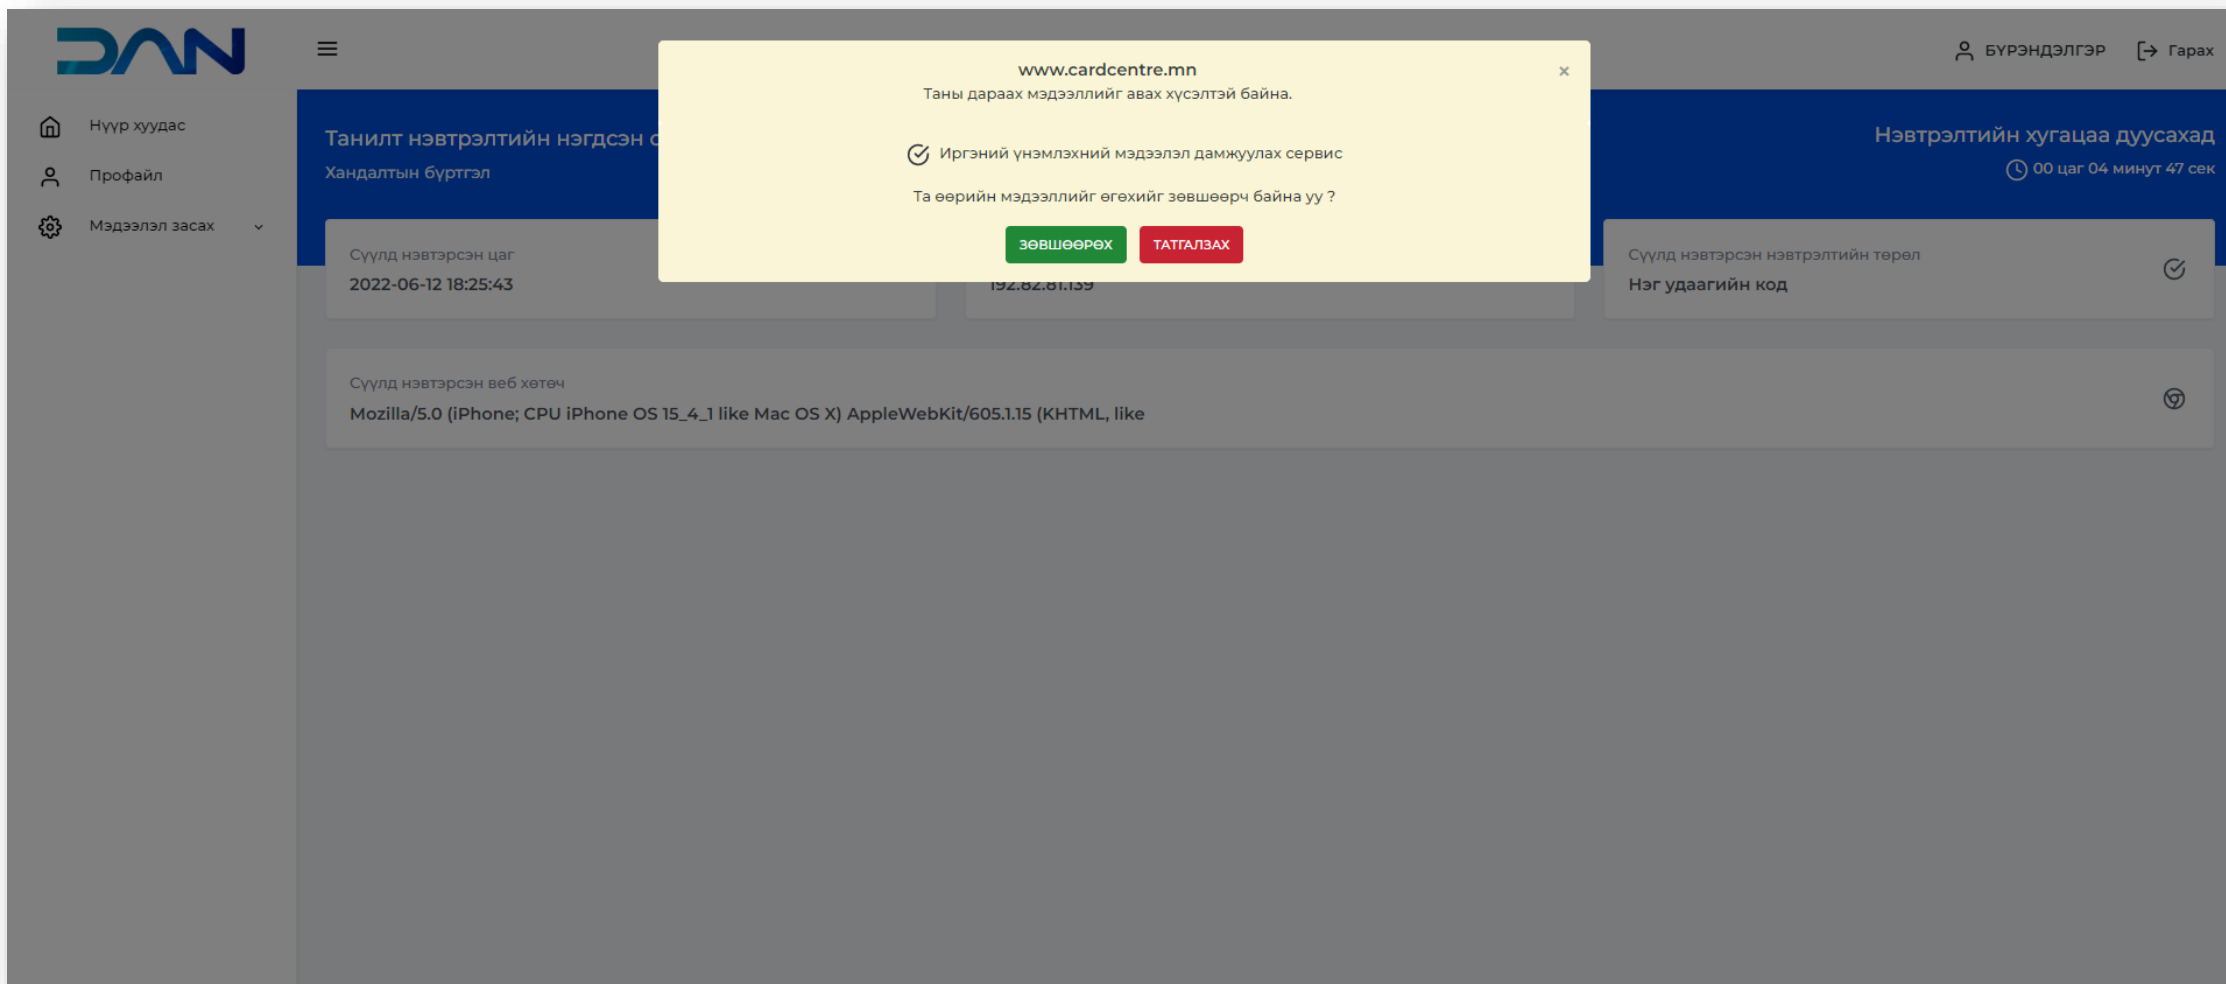 DAN
БҮРЭНДЭЛГЭР
Гарах
www.cardcentre.mn
×
Таны дараах мэдээллийг авах хүсэлтэй байна.
Иргэний үнэмлэхний мэдээлэл дамжуулах сервис
Та өөрийн мэдээллийг өгөхийг зөвшөөрч байна уу ?
ЗӨВШӨӨРӨХ
ТАТГАЛЗАХ
Нүүр хуудас
Профайл
Мэдээлэл засах
Танилт нэвтрэлтийн нэгдсэн
Хандалтын бүртгэл
Нэвтрэлтийн хугацаа дуусахад
00 цаг 04 минут 47 сек
Сүүлд нэвтэрсэн цаг
2022-06-12 18:25:43
192.82.81.139
Сүүлд нэвтэрсэн нэвтрэлтийн төрөл
Нэг удаагийн код
Сүүлд нэвтэрсэн веб хөтөч
Mozilla/5.0 (iPhone; CPU iPhone OS 15_4_1 like Mac OS X) AppleWebKit/605.1.15 (KHTML, like